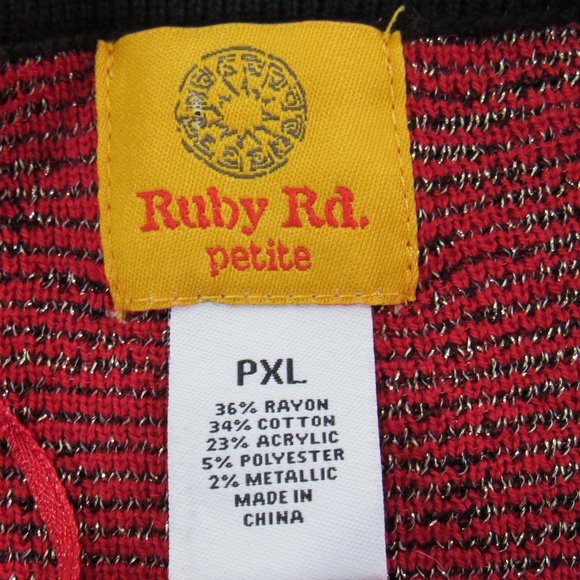 Ruby Rd.
petite
PXL
36% RAYON
34% COTTON
23% ACRYLIC
5% POLYESTER
2% METALLIC
MADE IN
CHINA